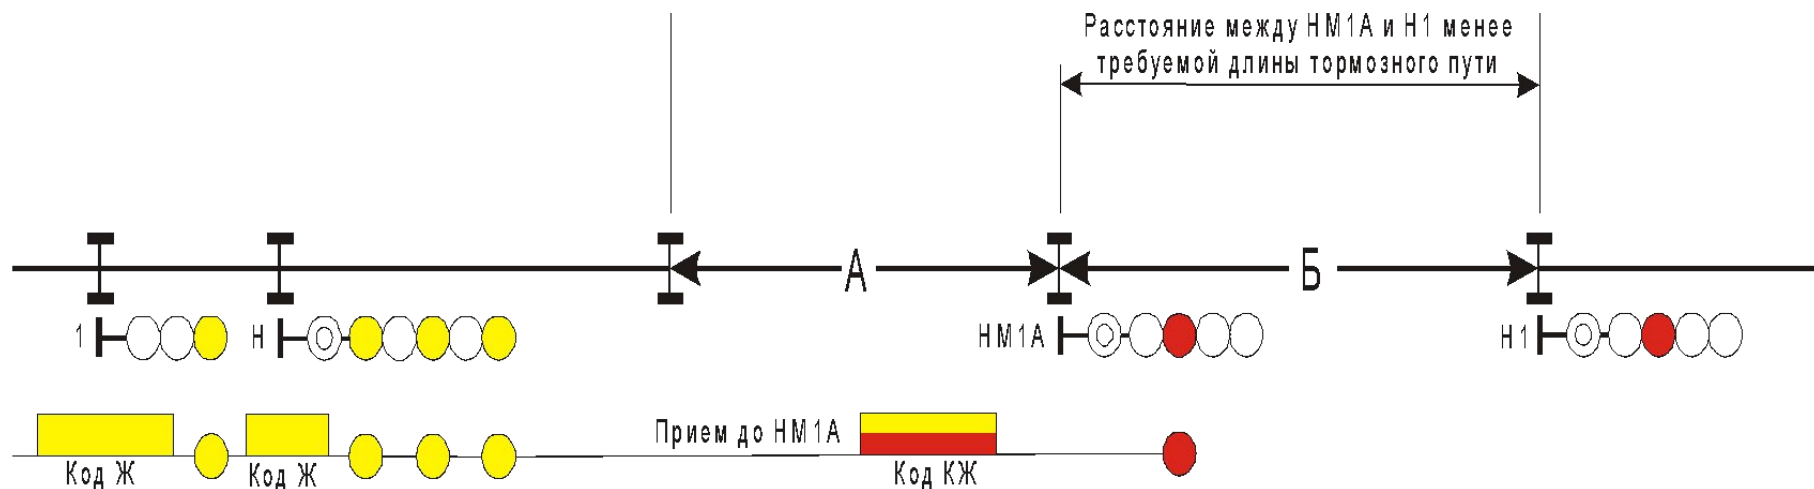 Расстояние между НМ1А и Н1 менее
требуемой длины тормозного пути
А
Б
1
Н
НМ1А
Н1
Прием до НМ1А
Код Ж
Код Ж
Код КЖ